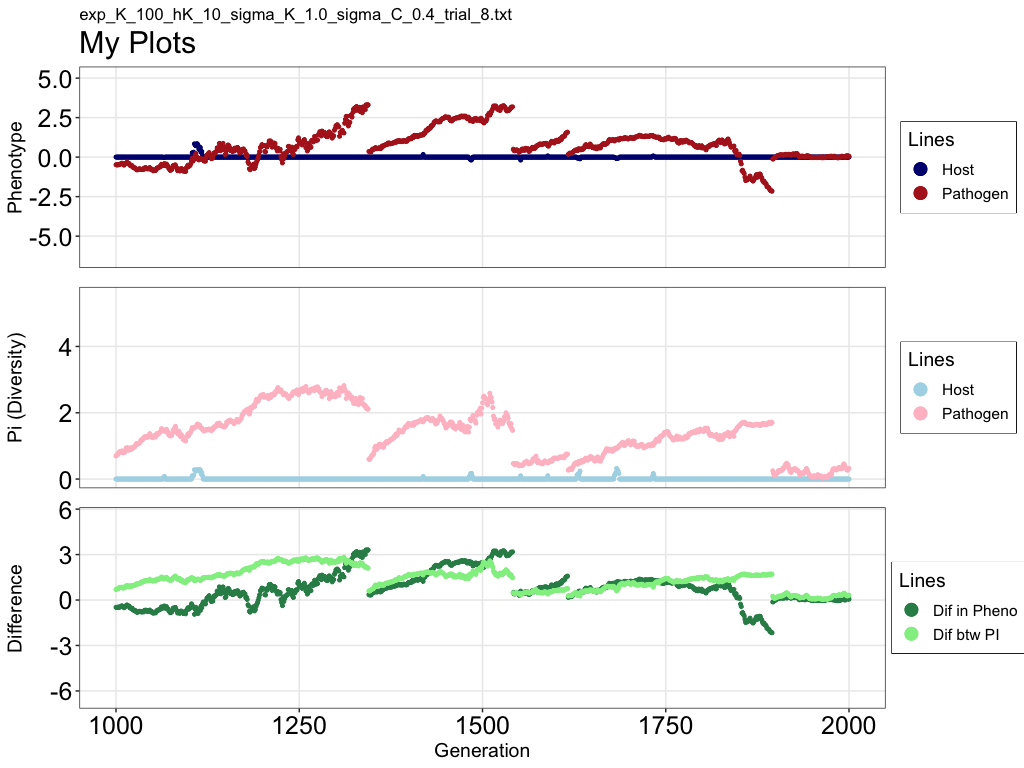 exp_K_100_hK_10_sigma_K_1.0_sigma_C_0.4_trial_8.txt
My Plots
Phenotype
5.0
2.5
0.0
-2.5
-5.0
Lines
Host
Pathogen
Pi (Diversity)
4
2
0
Lines
Host
Pathogen
Difference
6
3
0
-3
-6
Lines
Dif in Pheno
Dif btw PI
1000
1250
1500
1750
2000
Generation